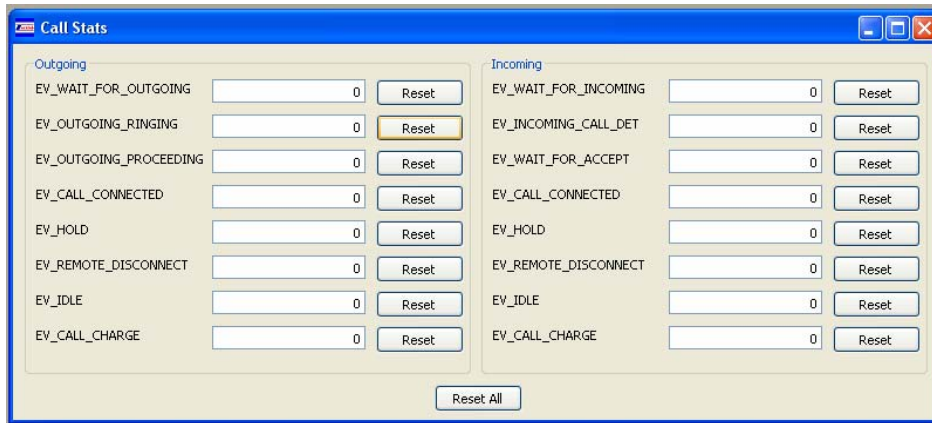 Call Stats
Outgoing
EV_WAIT_FOR_OUTGOING 0 Reset
EV_OUTGOING_RINGING 0 Reset
EV_OUTGOING_PROCEEDING 0 Reset
EV_CALL_CONNECTED 0 Reset
EV_HOLD 0 Reset
EV_REMOTE_DISCONNECT 0 Reset
EV_IDLE 0 Reset
EV_CALL_CHARGE 0 Reset
Incoming
EV_WAIT_FOR_INCOMING 0 Reset
EV_INCOMING_CALL_DET 0 Reset
EV_WAIT_FOR_ACCEPT 0 Reset
EV_CALL_CONNECTED 0 Reset
EV_HOLD 0 Reset
EV_REMOTE_DISCONNECT 0 Reset
EV_IDLE 0 Reset
EV_CALL_CHARGE 0 Reset
Reset All